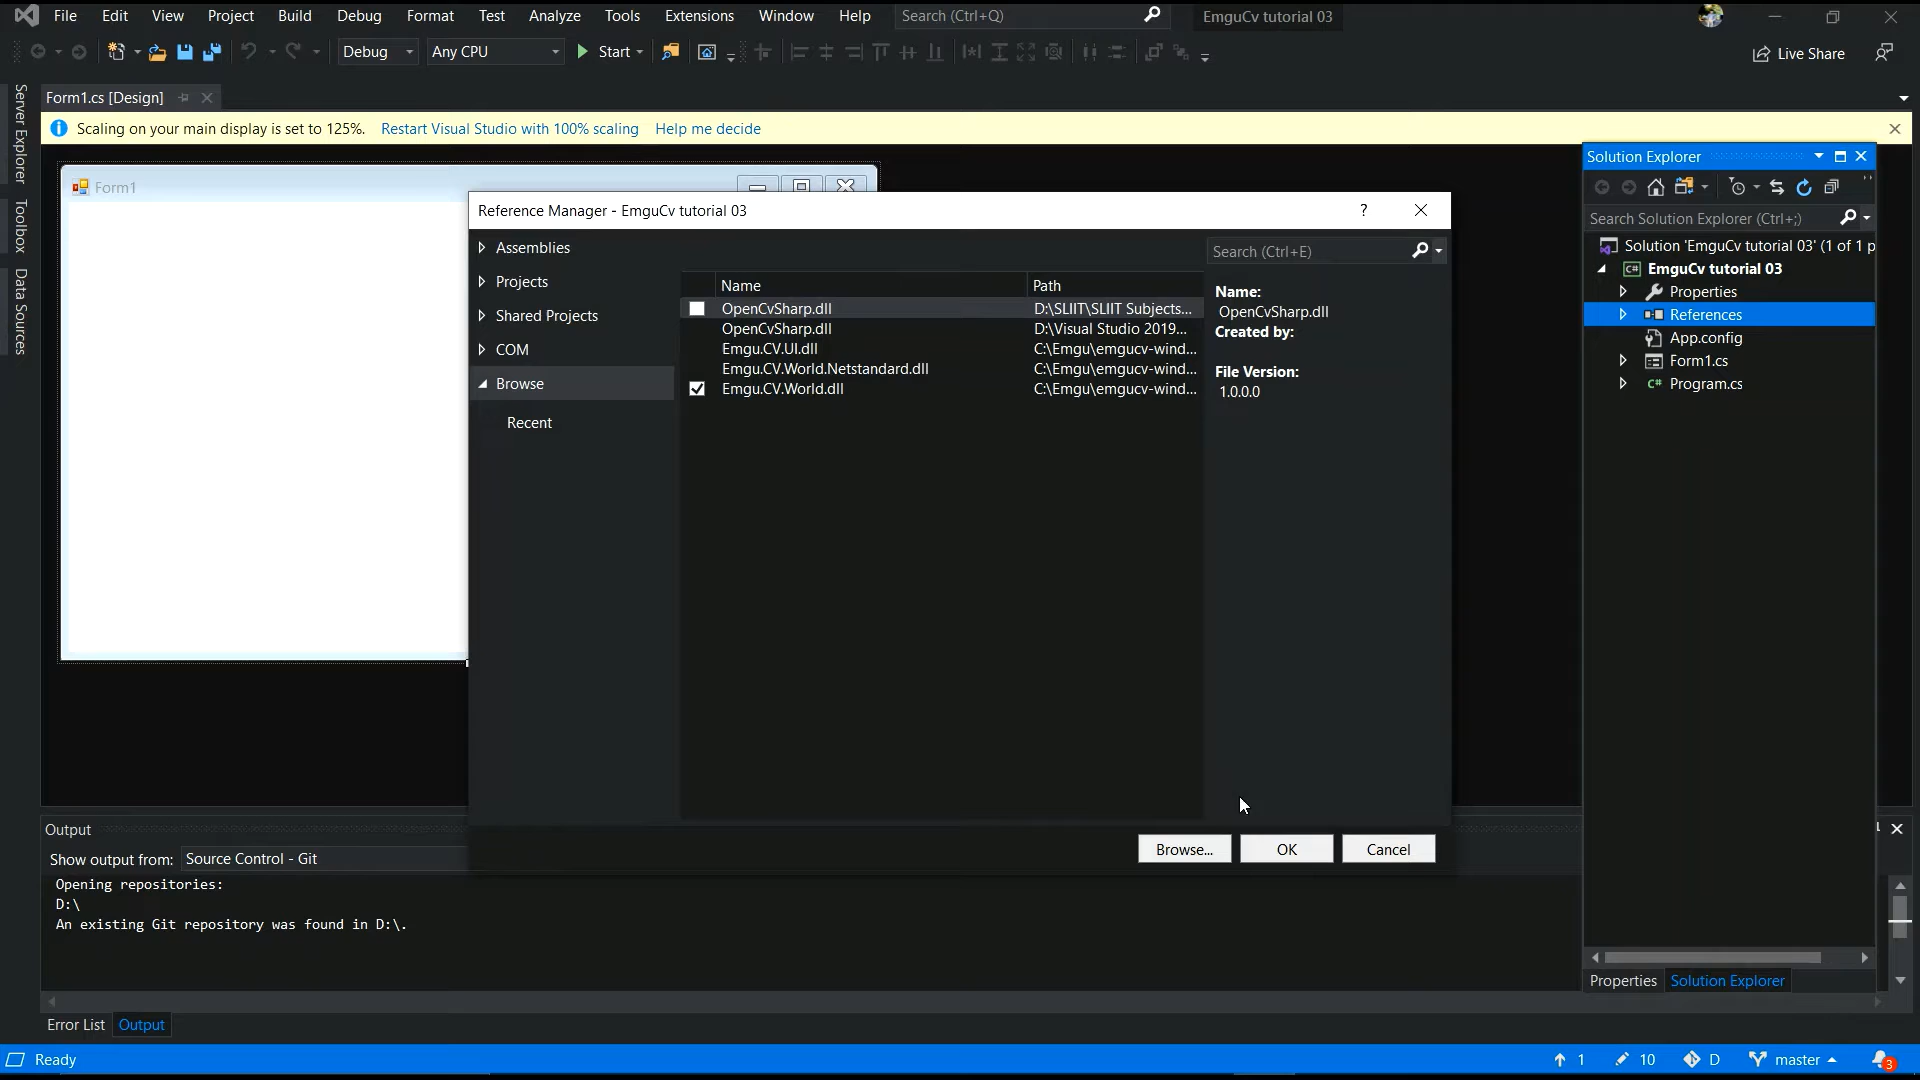 File Edit View Project Build Debug Format Test Analyze Tools Extensions Window Help Search (Ctrl+Q) EmguCv tutorial 03
Debug Any CPU Start Live Share
Server Explorer
Toolbox
Data Sources
Form1.cs [Design]
Scaling on your main display is set to 125%. Restart Visual Studio with 100% scaling Help me decide
Form1
Reference Manager - EmguCv tutorial 03 ?
Assemblies
Projects
Shared Projects
COM
Browse
Recent
Search (Ctrl+E)
Name Path
OpenCvSharp.dll D:\SLIIT\SLIIT Subjects...
OpenCvSharp.dll D:\Visual Studio 2019...
Emgu.CV.UI.dll C:\Emgu\emgucv-wind...
Emgu.CV.World.Netstandard.dll C:\Emgu\emgucv-wind...
Emgu.CV.World.dll C:\Emgu\emgucv-wind...
Name:
OpenCvSharp.dll
Created by:
File Version:
1.0.0.0
Browse... OK Cancel
Solution Explorer
Search Solution Explorer (Ctrl+;)
Solution 'EmguCv tutorial 03' (1 of 1 p
C# EmguCv tutorial 03
Properties
References
App.config
Form1.cs
C# Program.cs
Properties Solution Explorer
Output
Show output from: Source Control - Git
Opening repositories:
D:\
An existing Git repository was found in D:\.
Error List Output
Ready 1 10 D master 3